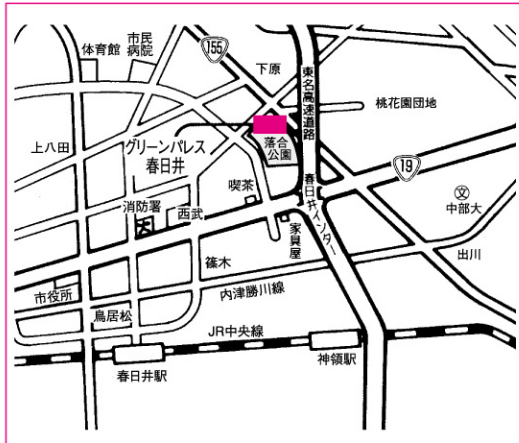 体育館
市民
病院
155
下原
東名高速道路
桃花園団地
上八田
グリーンパレス
春日井
落合
公園
19
喫茶
春日井インター
文
中部大
消防署
西武
家具屋
出川
篠木
市役所
内津勝川線
鳥居松
JR中央線
春日井駅
神領駅